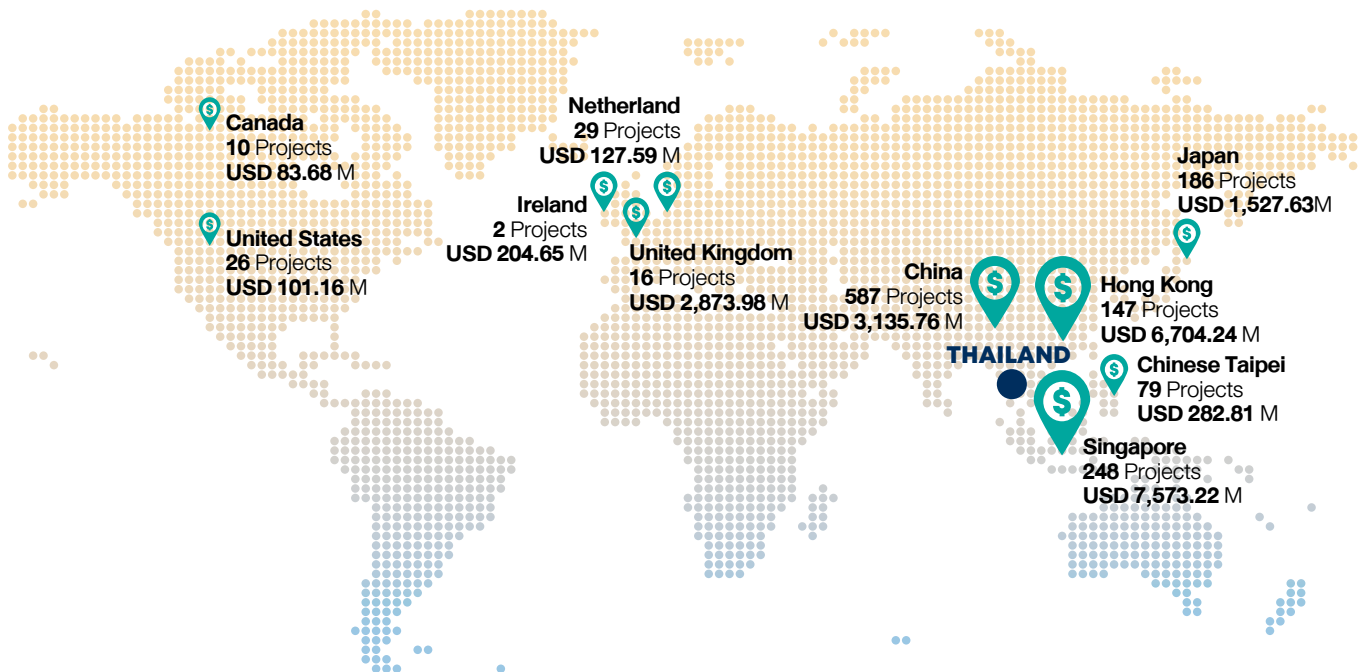 Canada
10 Projects
USD 83.68 M
United States
26 Projects
USD 101.16 M
Netherland
29 Projects
USD 127.59 M
Ireland
2 Projects
USD 204.65 M
United Kingdom
16 Projects
USD 2,873.98 M
Japan
186 Projects
USD 1,527.63M
China
587 Projects
USD 3,135.76 M
Hong Kong
147 Projects
USD 6,704.24 M
THAILAND
Chinese Taipei
79 Projects
USD 282.81 M
Singapore
248 Projects
USD 7,573.22 M
$
$
$
$
$
$
$
$
$
$